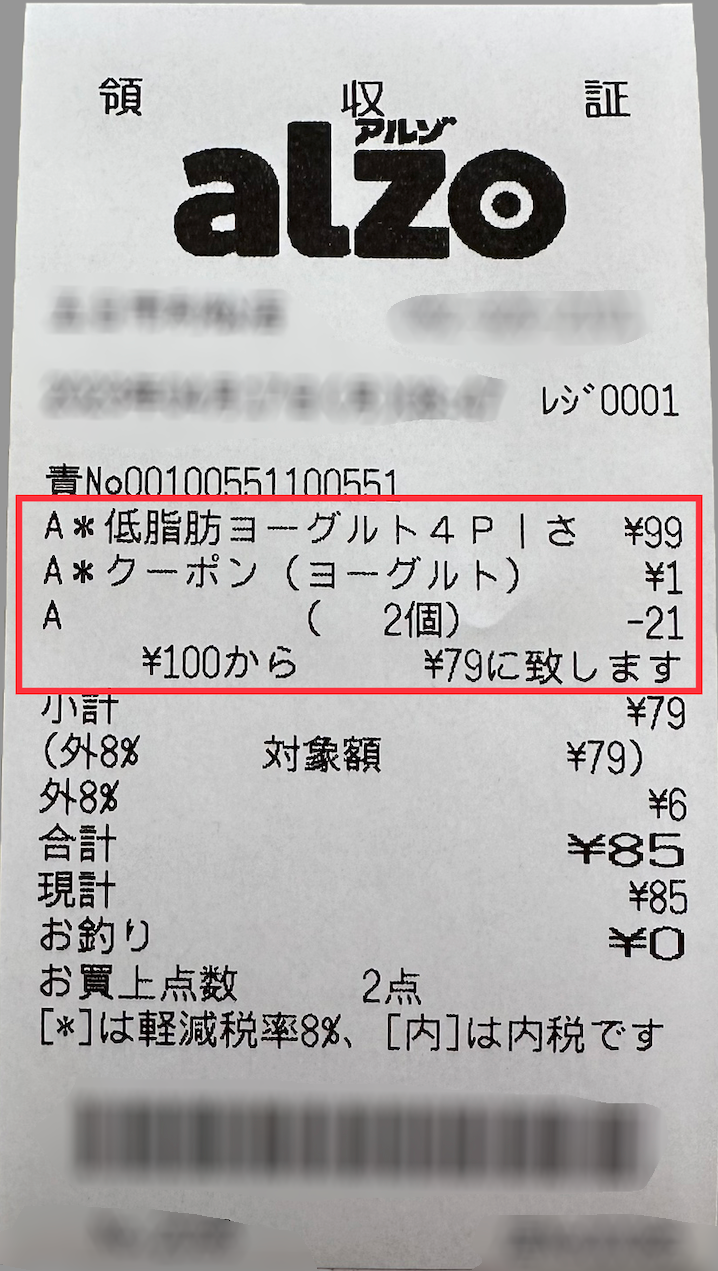 領収証
アルゾ
alzo
レジ0001
責No00100551100551
A*低脂肪ヨーグルト4P|さ ¥99
A*クーポン(ヨーグルト) ¥1
A ( 2個) -21
¥100から ¥79に致します
小計 ¥79
(外8% 対象額 ¥79)
外8% ¥6
合計 ¥85
現計 ¥85
お釣り ¥0
お買上点数 2点
[*]は軽減税率8%、[内]は内税です